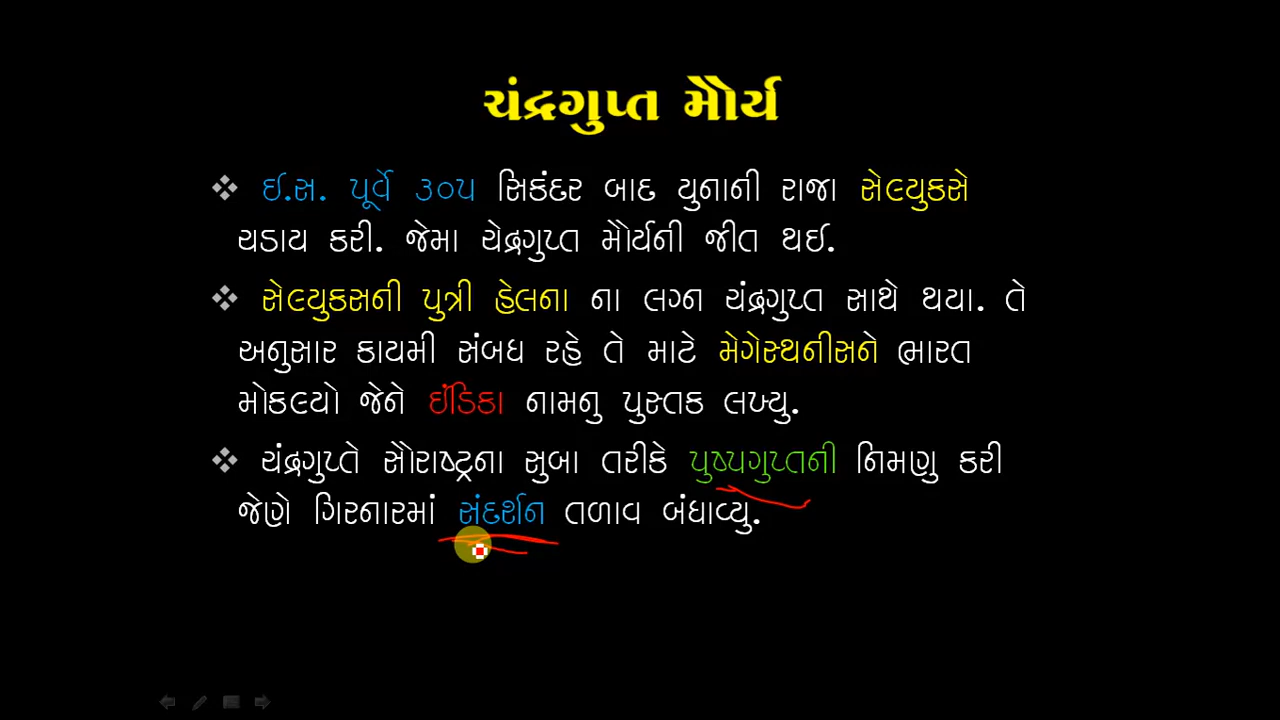 ચંદ્રગુપ્ત મૌર્ય
❖ ઈ.સ. પૂર્વે ૩૦૫ સિકંદર બાદ યુનાની રાજા સેલ્યુકસે
ચડાય કરી. જેમા ચેદ્રગુપ્ત મૌર્યની જીત થઈ.
❖ સેલ્યુકસની પુત્રી હેલના ના લગ્ન ચંદ્રગુપ્ત સાથે થયા. તે
અનુસાર કાયમી સંબધ રહે તે માટે મેગેસ્થનીસને ભારત
મોકલ્યો જેને ઈંડિકા નામનુ પુસ્તક લખ્યુ.
❖ ચંદ્રગુપ્તે સૌરાષ્ટ્રના સુબા તરીકે પુષ્પગુપ્તની નિમણુ કરી
જેણે ગિરનારમાં સંદર્શન તળાવ બંધાવ્યુ.